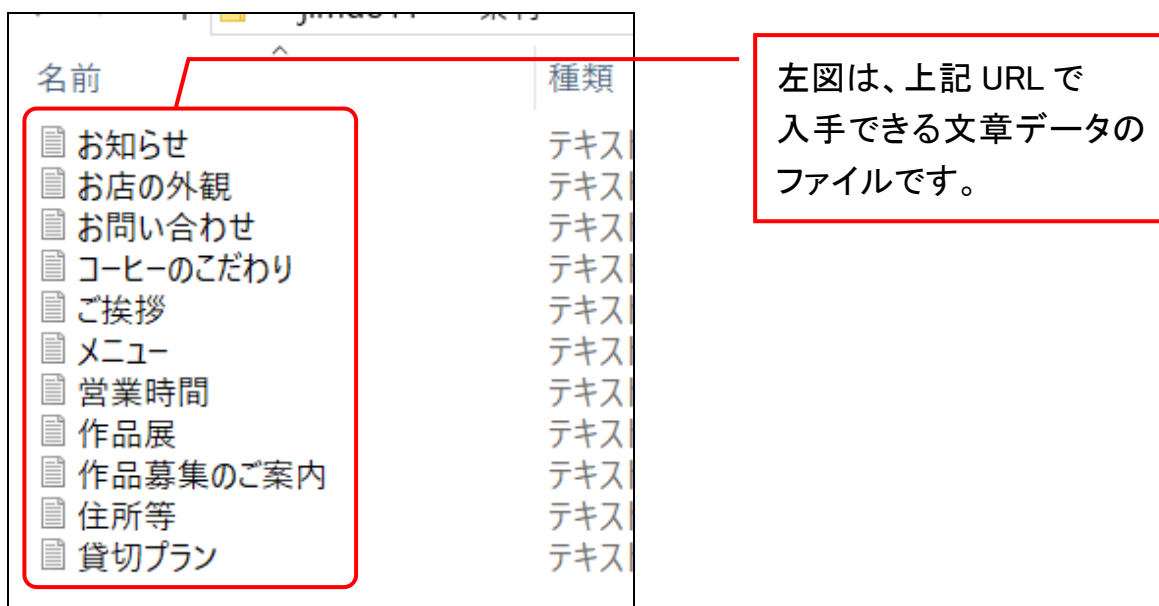 名前
種類
お知らせ
テキスト
お店の外観
テキスト
お問い合わせ
テキスト
コーヒーのこだわり
テキスト
ご挨拶
テキスト
メニュー
テキスト
営業時間
テキスト
作品展
テキスト
作品募集のご案内
テキスト
住所等
テキスト
貸切プラン
テキスト
左図は、上記 URL で
入手できる文章データの
ファイルです。